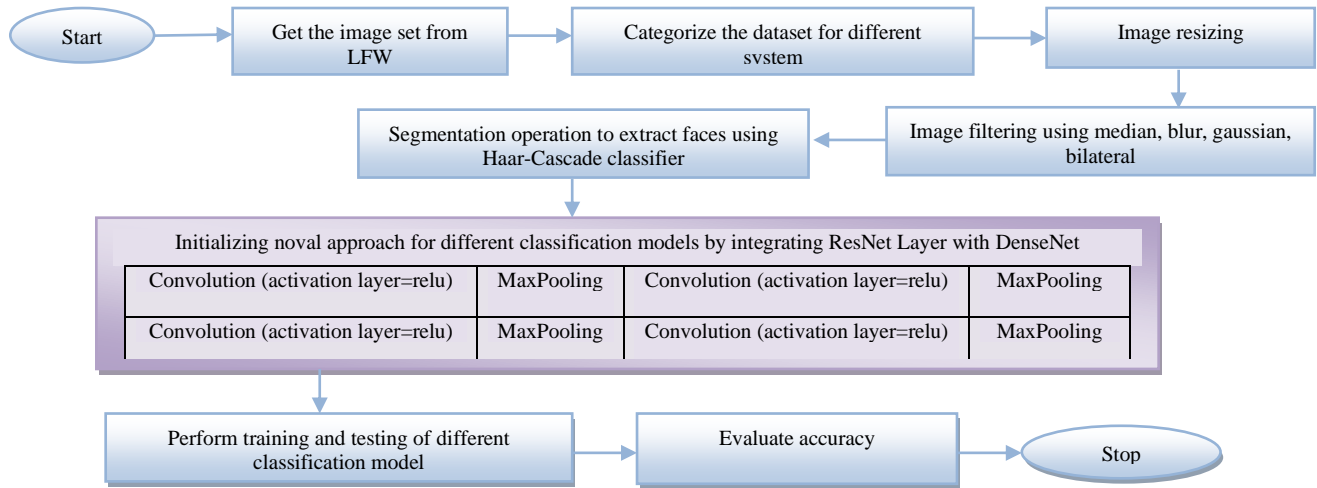 Start
Get the image set from
LFW
Categorize the dataset for different
system
Image resizing
Image filtering using median, blur, gaussian,
bilateral
Segmentation operation to extract faces using
Haar-Cascade classifier
Initializing noval approach for different classification models by integrating ResNet Layer with DenseNet
Convolution (activation layer=relu) MaxPooling Convolution (activation layer=relu) MaxPooling
Convolution (activation layer=relu) MaxPooling Convolution (activation layer=relu) MaxPooling
Perform training and testing of different
classification model
Evaluate accuracy
Stop